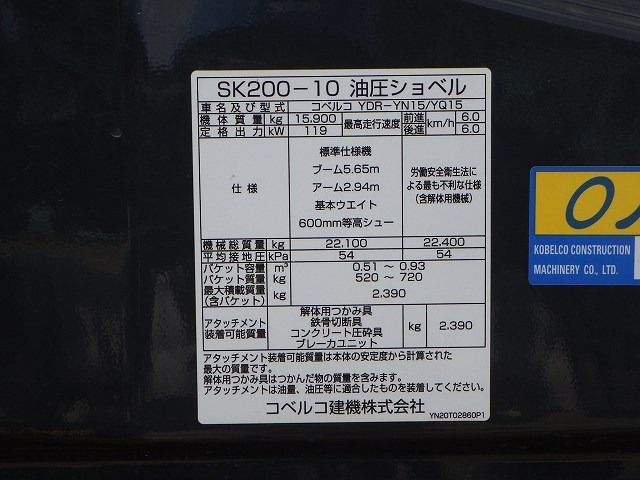 SK200-10 油圧ショベル
車名及び型式 コベルコ YDR-YN15/YQ15
機体質量 kg 15.900 最高走行速度 前進 km/h 6.0
定格出力 kW 119 後進 6.0
仕様 標準仕様機 労働安全衛生法に
ブーム5.65m よる最も不利な仕様
アーム2.94m (含解体用機械)
基本ウエイト
600mm等高シュー
機械総質量 kg 22.100 22.400
平均接地圧 kPa 54 54
バケット容量 m³ 0.51 ～ 0.93
バケット質量 kg 520 ～ 720
最大積載質量 (含バケット) kg 2.390
アタッチメント 装着可能質量 解体用つかみ具 kg 2.390
鉄骨切断具
コンクリート圧砕具
ブレーカユニット
アタッチメント装着可能質量は本体の安定度から計算された
最大の質量です。
解体用つかみ具はつかんだ物の質量を含みます。
アタッチメントは油量、油圧等に適合したものを装着してください。
コベルコ建機株式会社 YN20T02860P1
KOBELCO CONSTRUCTION
MACHINERY CO., LTD.